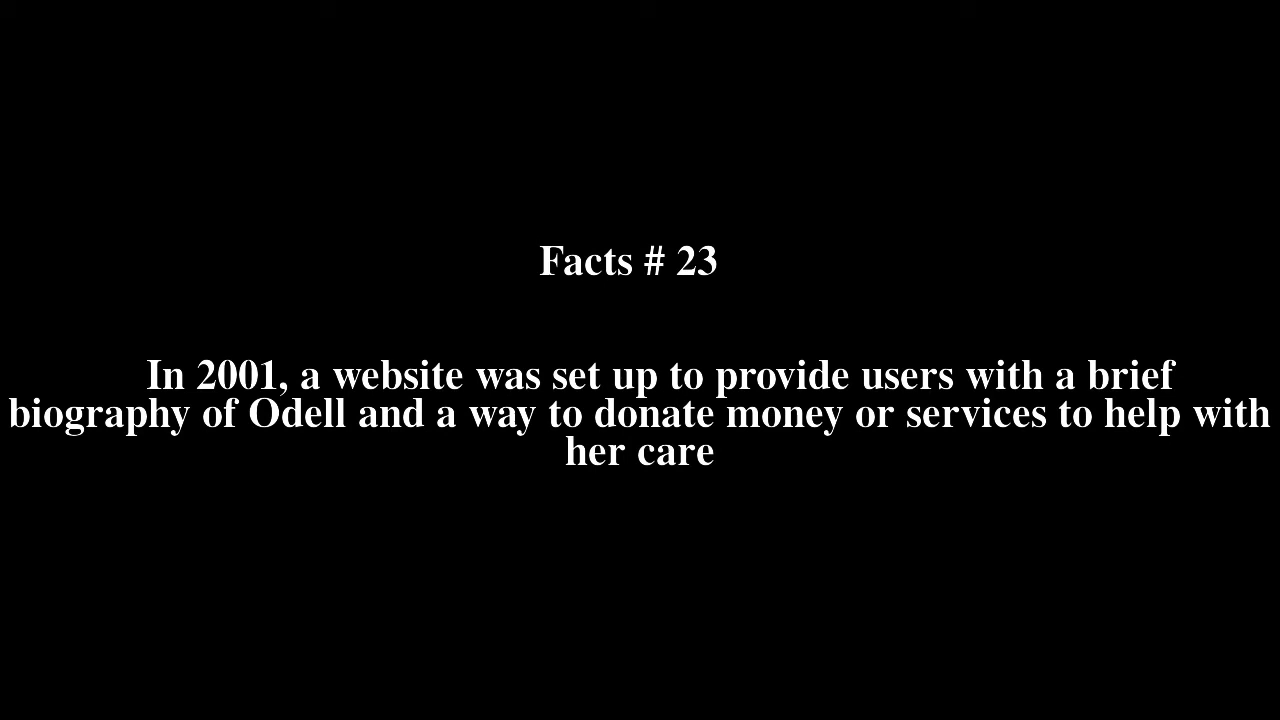 Facts # 23
In 2001, a website was set up to provide users with a brief
biography of Odell and a way to donate money or services to help with
her care